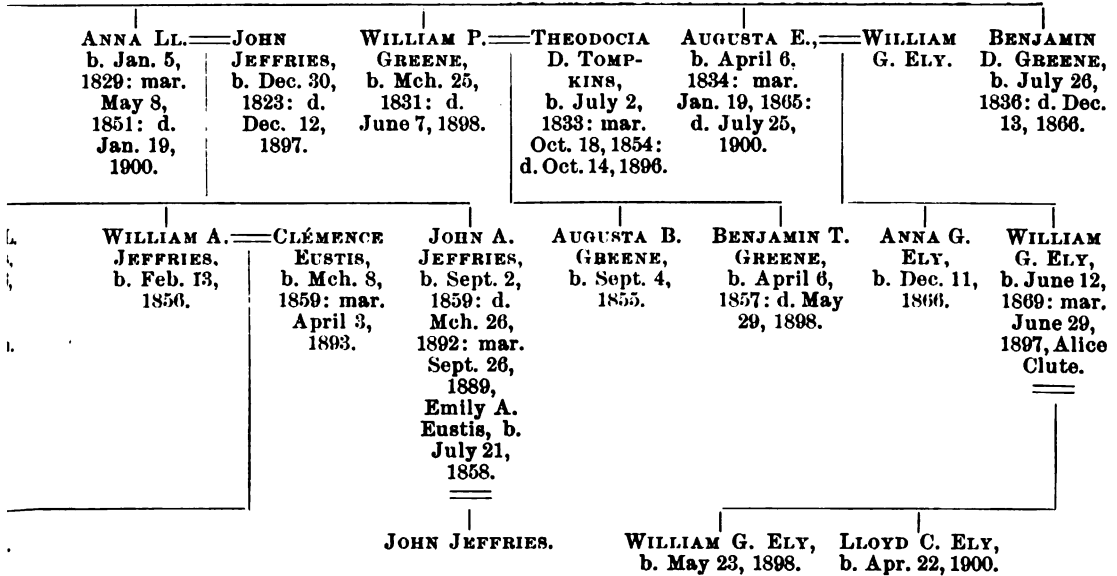 ANNA LL.
b. Jan. 5,
1829: mar.
May 8,
1851: d.
Jan. 19,
1900.
JOHN
JEFFRIES,
b. Dec. 30,
1823: d.
Dec. 12,
1897.
WILLIAM P.
GREENE,
b. Mch. 25,
1831: d.
June 7, 1898.
THEODOCIA
D. TOMP-
KINS,
b. July 2,
1833: mar.
Oct. 18, 1854:
d. Oct. 14, 1896.
AUGUSTA E.,
b. April 6,
1834: mar.
Jan. 19, 1865:
d. July 25,
1900.
WILLIAM
G. ELY.
BENJAMIN
D. GREENE,
b. July 26,
1836: d. Dec.
13, 1866.
WILLIAM A.
JEFFRIES,
b. Feb. 13,
1856.
CLÉMENCE
EUSTIS,
b. Mch. 8,
1859: mar.
April 3,
1893.
JOHN A.
JEFFRIES,
b. Sept. 2,
1859: d.
Mch. 26,
1892: mar.
Sept. 26,
1889,
Emily A.
Eustis, b.
July 21,
1858.
AUGUSTA B.
GREENE,
b. Sept. 4,
1855.
BENJAMIN T.
GREENE,
b. April 6,
1857: d. May
29, 1898.
ANNA G.
ELY,
b. Dec. 11,
1866.
WILLIAM
G. ELY,
b. June 12,
1869: mar.
June 29,
1897, Alice
Clute.
JOHN JEFFRIES.
WILLIAM G. ELY,
b. May 23, 1898.
LLOYD C. ELY,
b. Apr. 22, 1900.